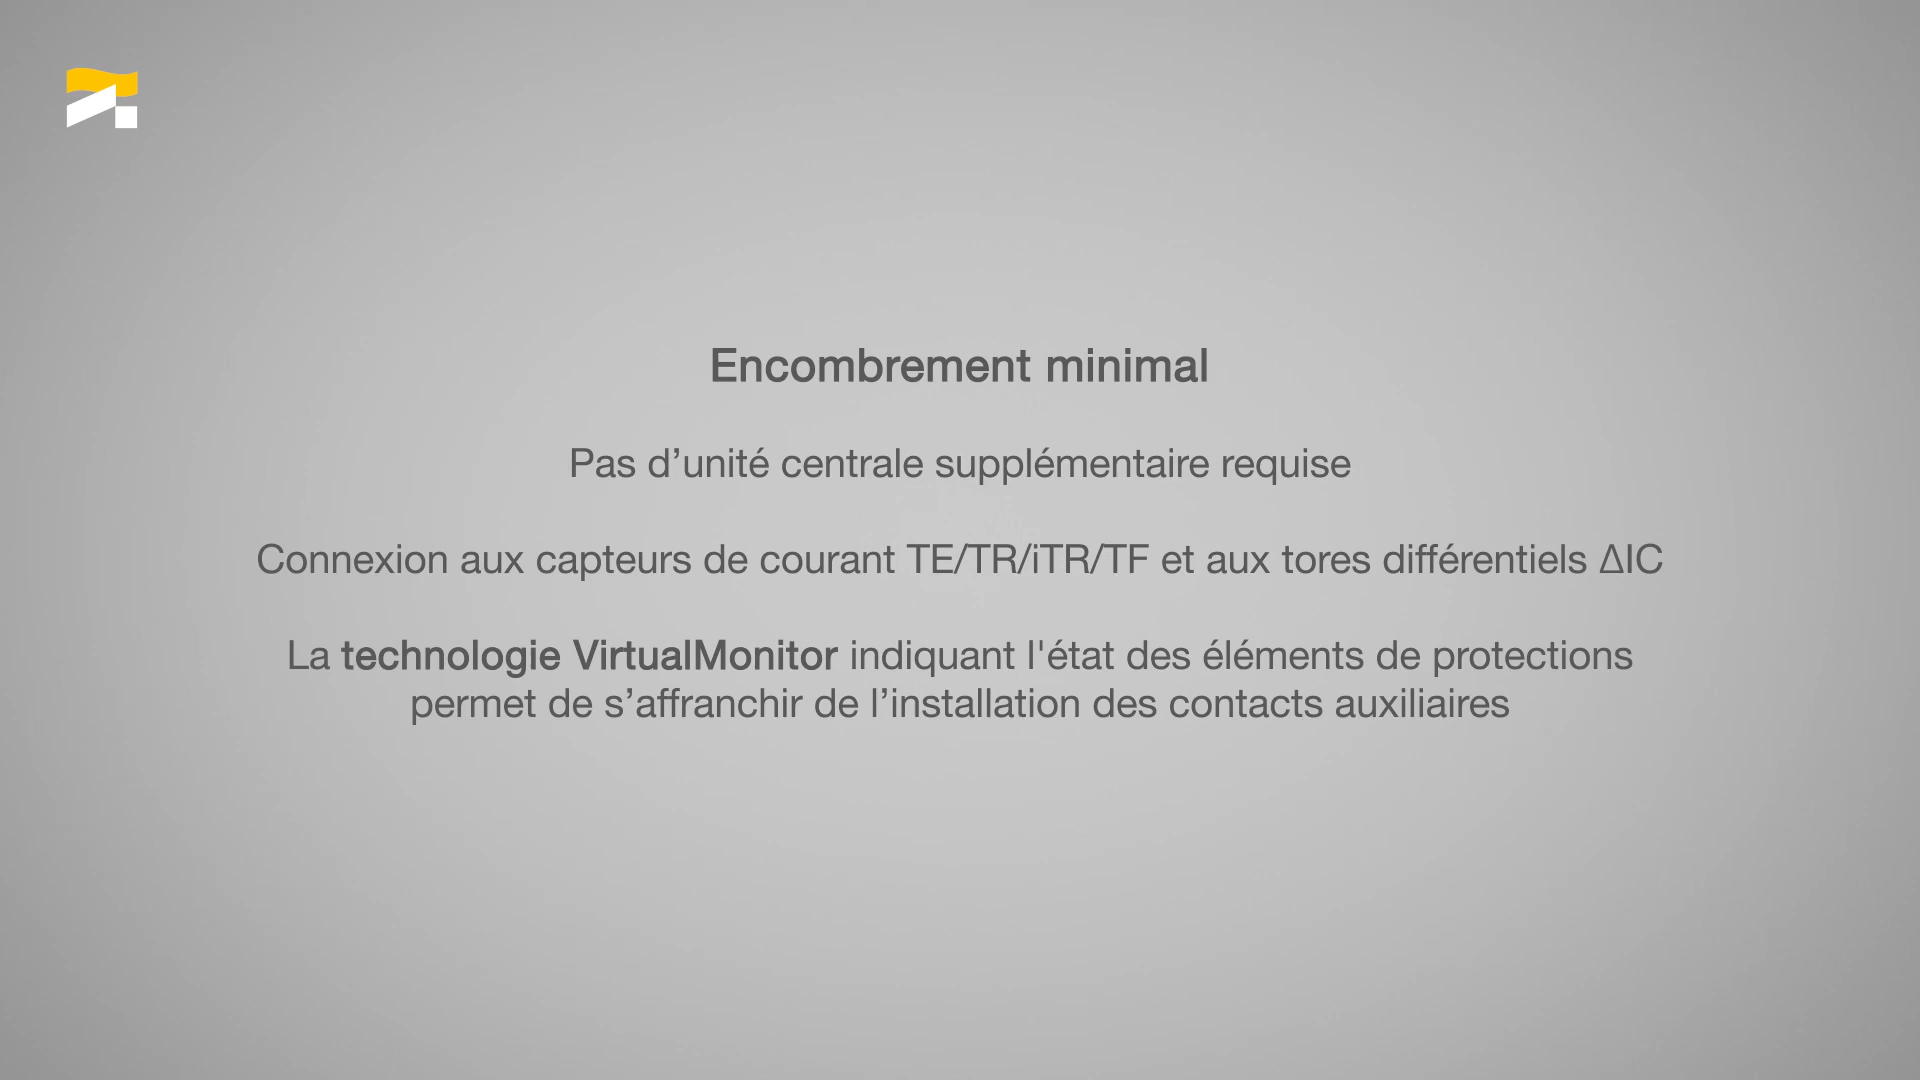 Encombrement minimal
Pas d’unité centrale supplémentaire requise
Connexion aux capteurs de courant TE/TR/iTR/TF et aux tores différentiels ΔIC
La technologie VirtualMonitor indiquant l'état des éléments de protections
permet de s’affranchir de l’installation des contacts auxiliaires